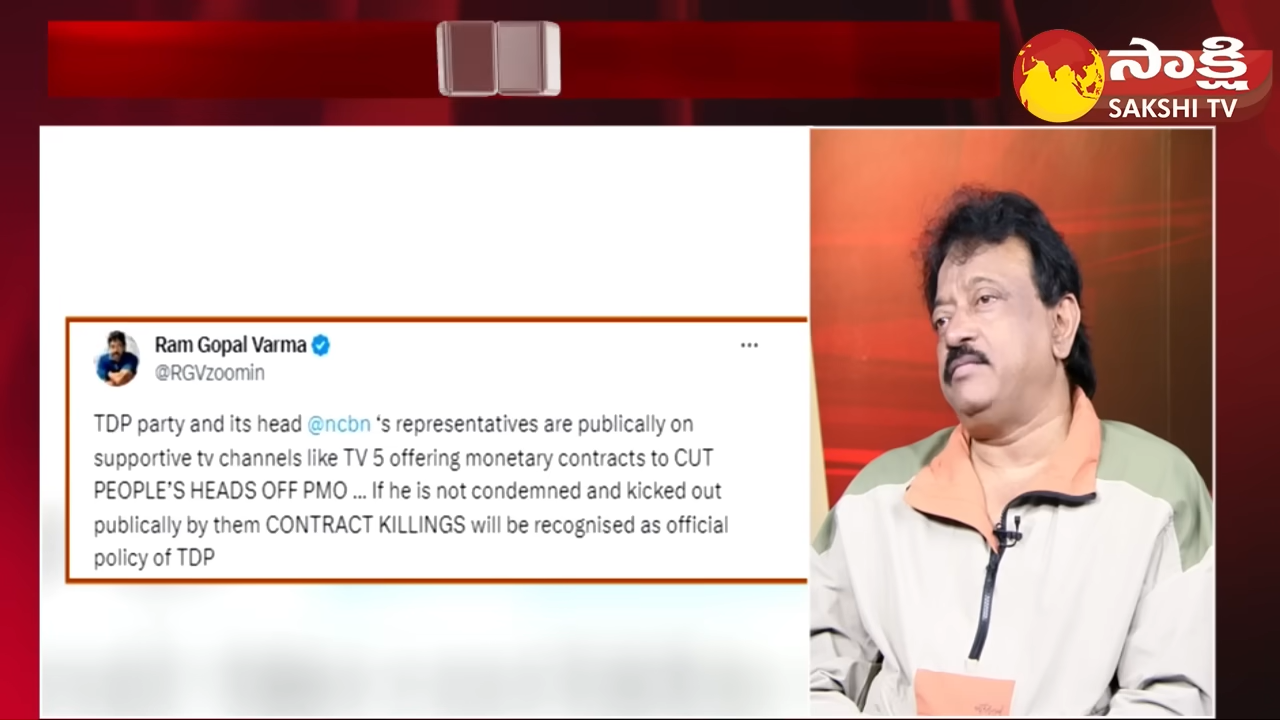 సాక్షి
SAKSHI TV
Ram Gopal Varma
@RGVzoomin
TDP party and its head @ncbn ‘s representatives are publically on
supportive tv channels like TV 5 offering monetary contracts to CUT
PEOPLE’S HEADS OFF PMO ... If he is not condemned and kicked out
publically by them CONTRACT KILLINGS will be recognised as official
policy of TDP